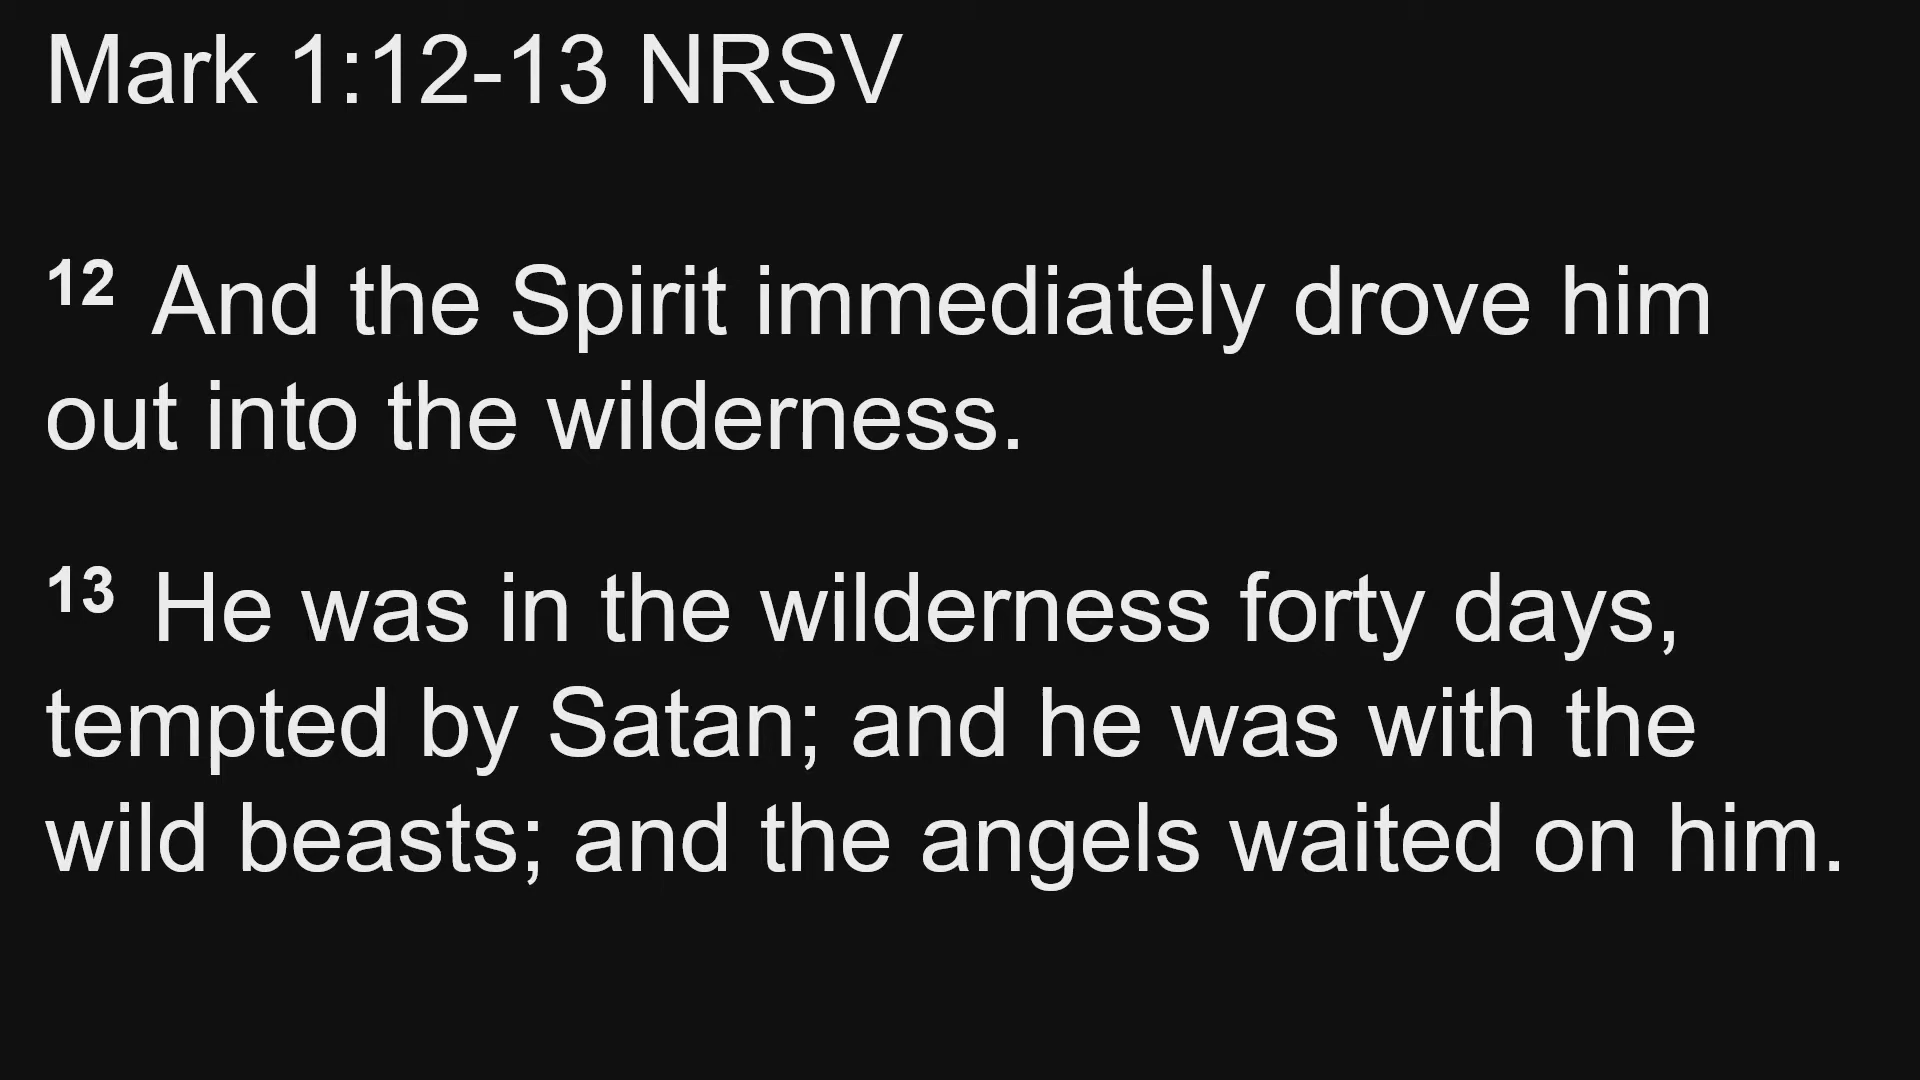 Mark 1:12-13 NRSV
12 And the Spirit immediately drove him
out into the wilderness.
13 He was in the wilderness forty days,
tempted by Satan; and he was with the
wild beasts; and the angels waited on him.